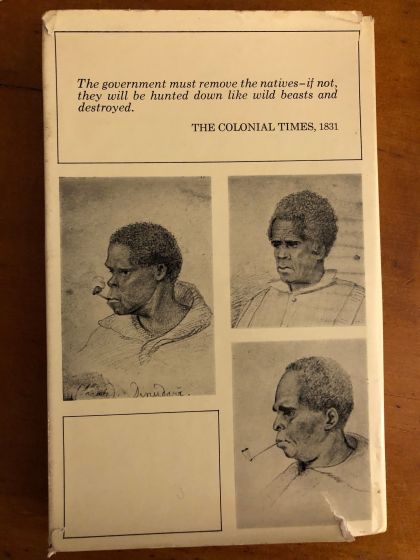 The government must remove the natives–if not,
they will be hunted down like wild beasts and
destroyed.
THE COLONIAL TIMES, 1831